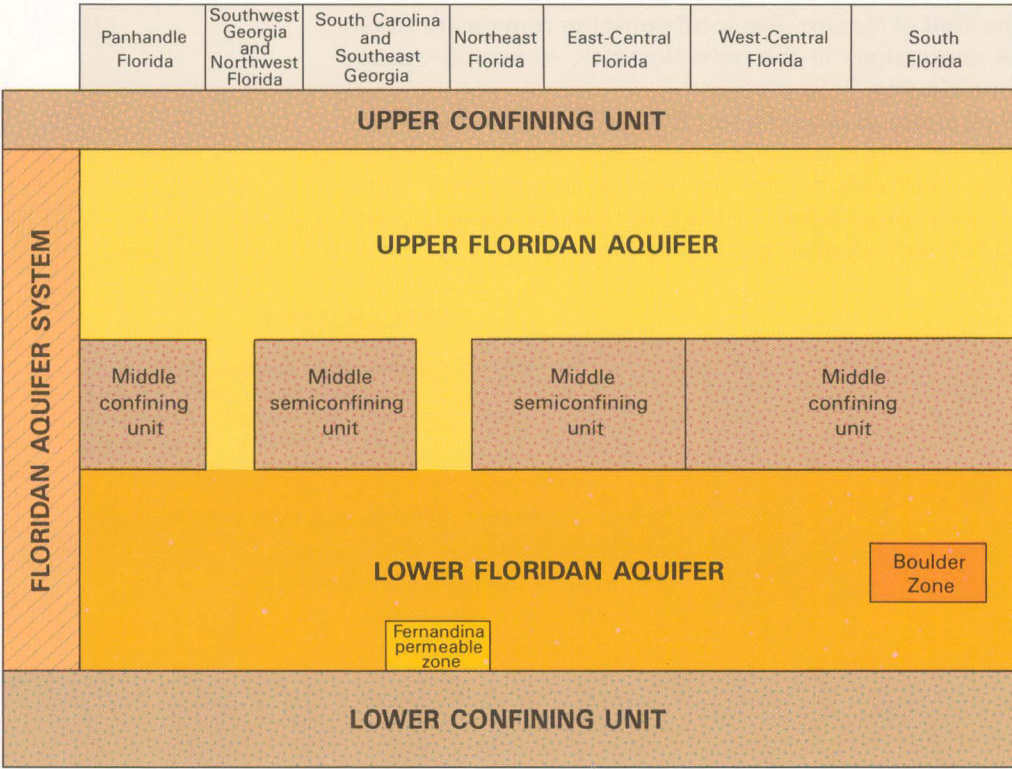 Panhandle
Florida
Southwest
Georgia
and
Northwest
Florida
South Carolina
and
Southeast
Georgia
Northeast
Florida
East-Central
Florida
West-Central
Florida
South
Florida
UPPER CONFINING UNIT
FLORIDAN AQUIFER SYSTEM
UPPER FLORIDAN AQUIFER
Middle
confining
unit
Middle
semiconfining
unit
Middle
semiconfining
unit
Middle
confining
unit
LOWER FLORIDAN AQUIFER
Boulder
Zone
Fernandina
permeable
zone
LOWER CONFINING UNIT